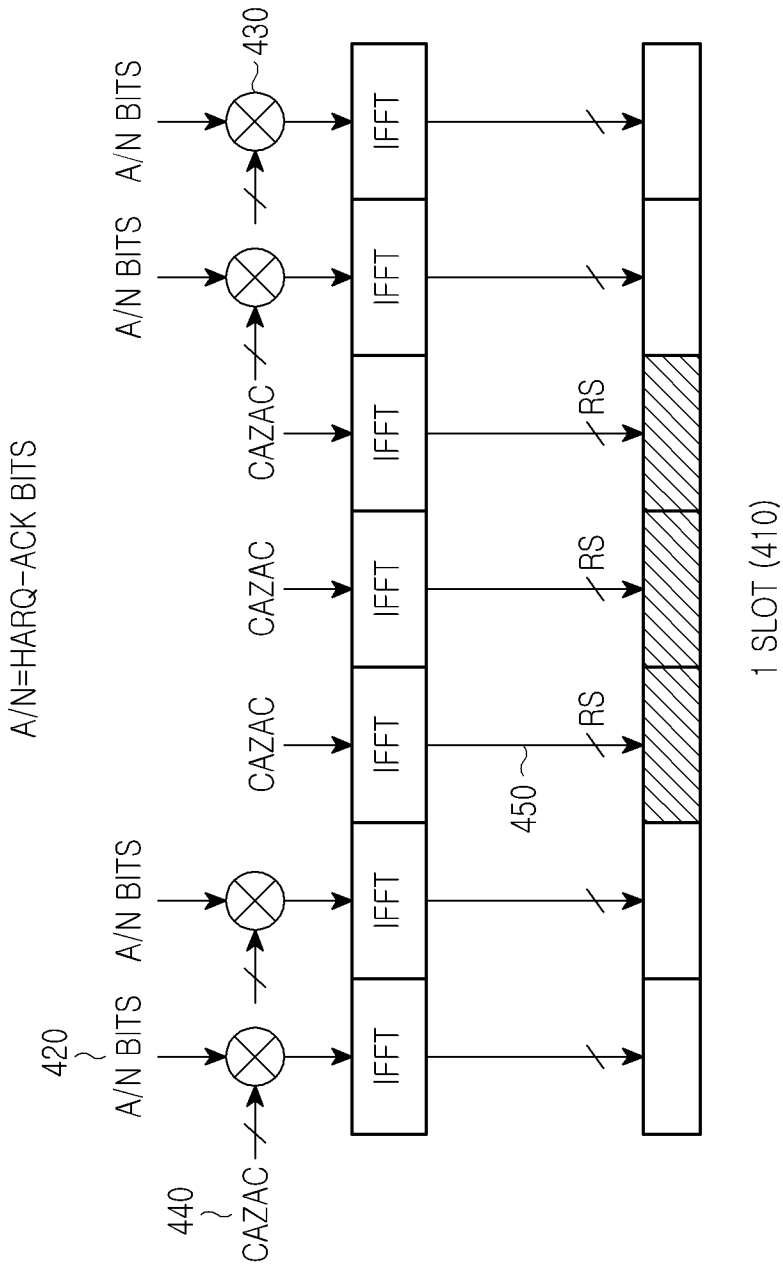 A/N=HARQ-ACK BITS
420
A/N BITS A/N BITS A/N BITS A/N BITS
430
440
CAZAC CAZAC CAZAC CAZAC
IFFT IFFT IFFT IFFT IFFT IFFT IFFT
450
RS RS RS
1 SLOT (410)